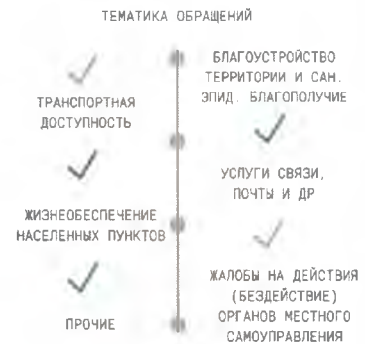 ТЕМАТИКА ОБРАЩЕНИЙ
БЛАГОУСТРОЙСТВО
ТЕРРИТОРИИ И САН.
ЭПИД. БЛАГОПОЛУЧИЕ
ТРАНСПОРТНАЯ
ДОСТУПНОСТЬ
УСЛУГИ СВЯЗИ,
ПОЧТЫ И ДР
ЖИЗНЕОБЕСПЕЧЕНИЕ
НАСЕЛЕННЫХ ПУНКТОВ
ЖАЛОБЫ НА ДЕЙСТВИЯ
(БЕЗДЕЙСТВИЕ)
ОРГАНОВ МЕСТНОГО
САМОУПРАВЛЕНИЯ
ПРОЧИЕ